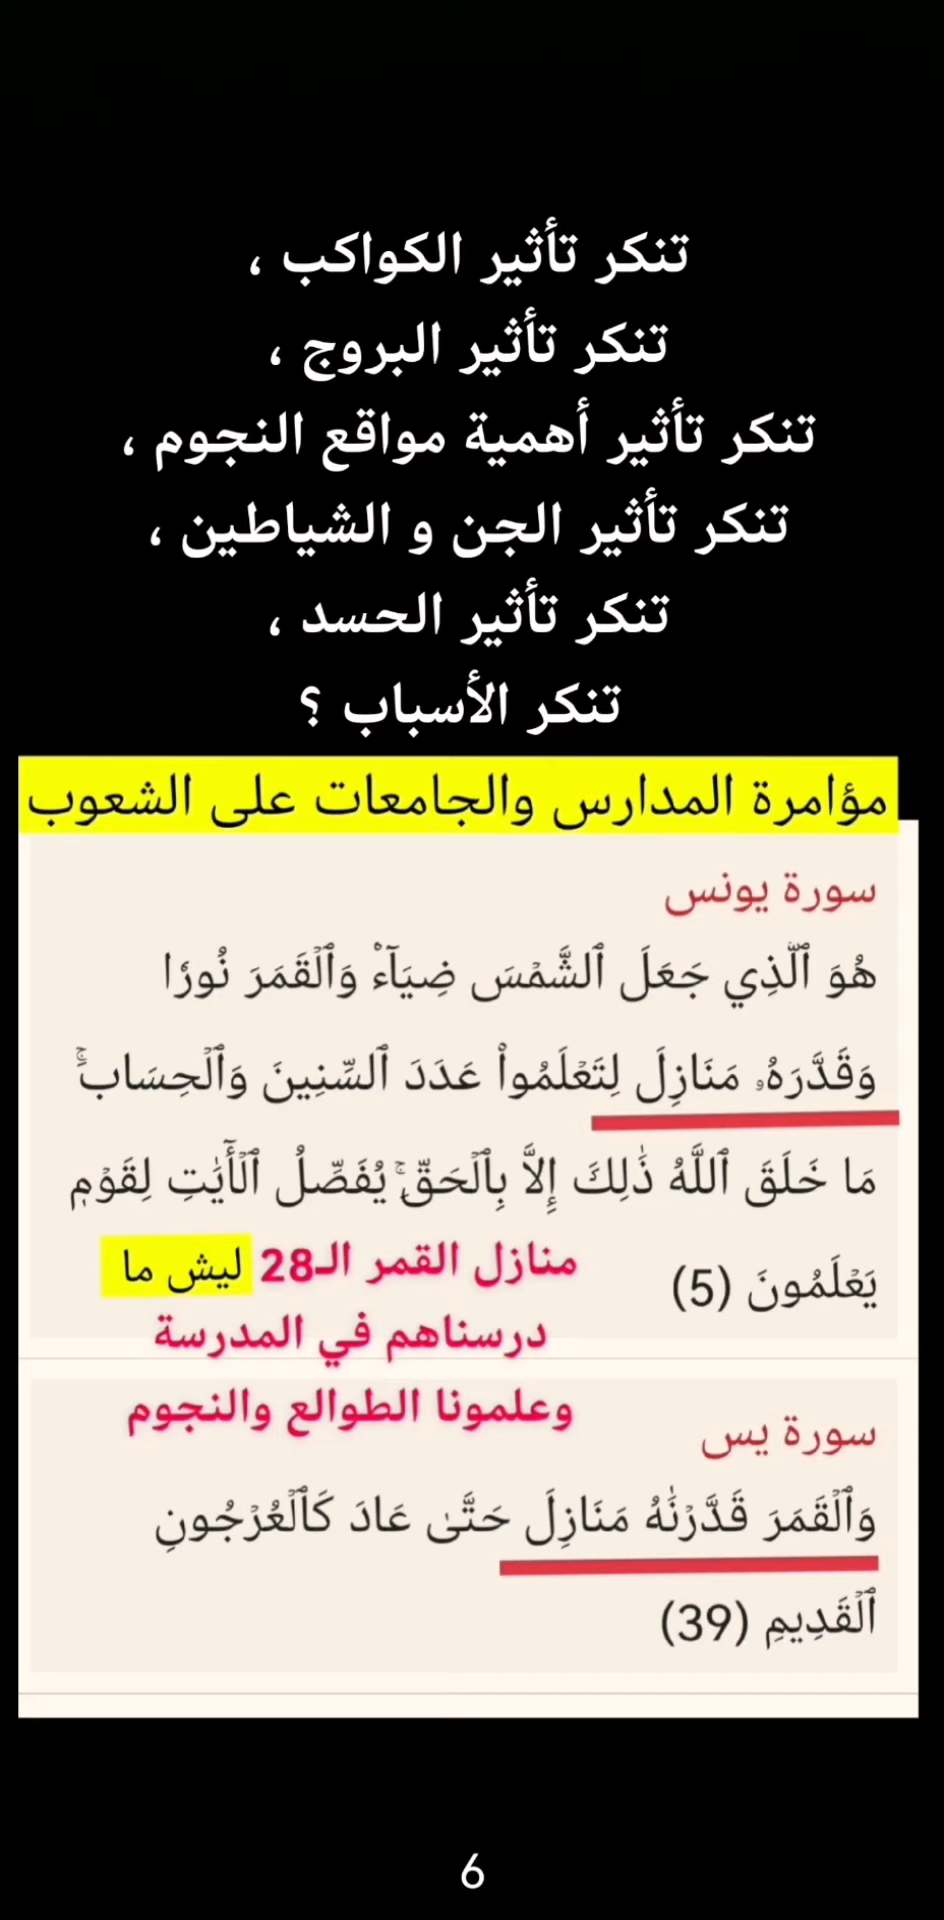 تنكر تأثير الكواكب ،
تنكر تأثير البروج ،
تنكر تأثير أهمية مواقع النجوم ،
تنكر تأثير الجن و الشياطين ،
تنكر تأثير الحسد ،
تنكر الأسباب ؟
مؤامرة المدارس والجامعات على الشعوب
سورة يونس
هُوَ ٱلَّذِي جَعَلَ ٱلشَّمۡسَ ضِيَآءٗ وَٱلۡقَمَرَ نُورٗا
وَقَدَّرَهُۥ مَنَازِلَ لِتَعۡلَمُواْ عَدَدَ ٱلسِّنِينَ وَٱلۡحِسَابَۚ
مَا خَلَقَ ٱللَّهُ ذَٰلِكَ إِلَّا بِٱلۡحَقِّۚ يُفَصِّلُ ٱلۡأٓيَٰتِ لِقَوۡمٖ
يَعۡلَمُونَ (5)
منازل القمر الـ28 ليش ما
درسناهم في المدرسة
وعلمونا الطوالع والنجوم
سورة يس
وَٱلۡقَمَرَ قَدَّرۡنَٰهُ مَنَازِلَ حَتَّىٰ عَادَ كَٱلۡعُرۡجُونِ
ٱلۡقَدِيمِ (39)
6